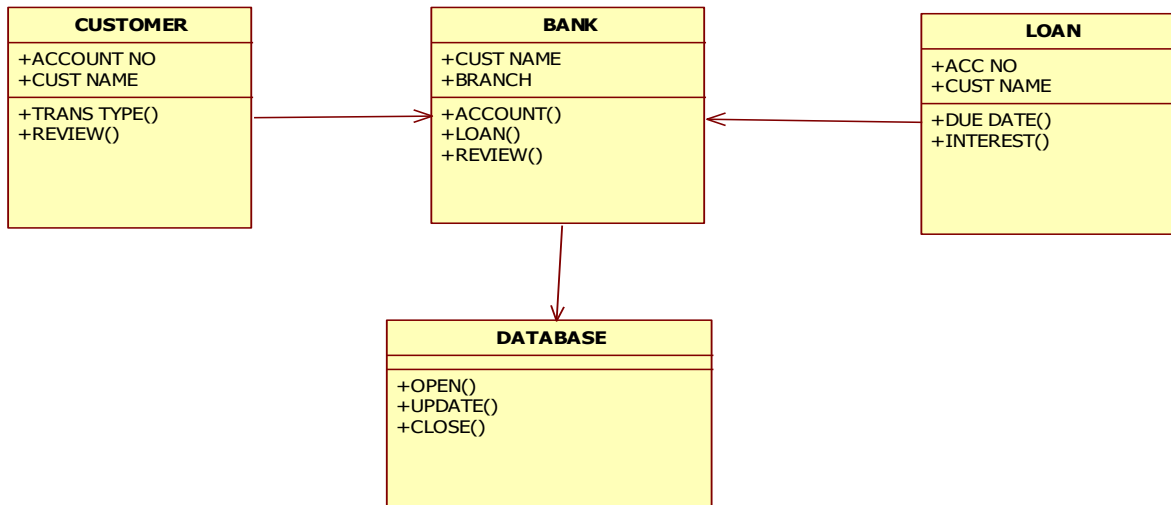 CUSTOMER
+ACCOUNT NO
+CUST NAME
+TRANS TYPE()
+REVIEW()
BANK
+CUST NAME
+BRANCH
+ACCOUNT()
+LOAN()
+REVIEW()
LOAN
+ACC NO
+CUST NAME
+DUE DATE()
+INTEREST()
DATABASE
+OPEN()
+UPDATE()
+CLOSE()